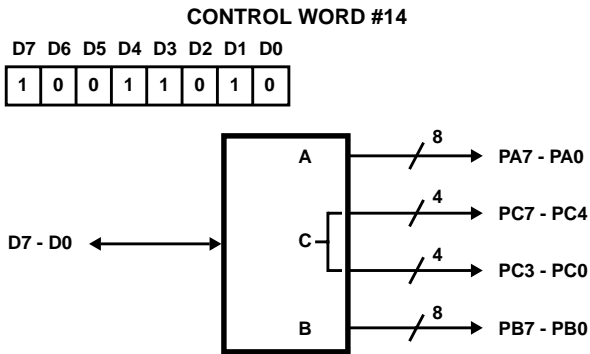 CONTROL WORD #14
D7 D6 D5 D4 D3 D2 D1 D0
1 0 0 1 1 0 1 0
A 8 PA7 - PA0
4 PC7 - PC4
D7 - D0 C
4 PC3 - PC0
B 8 PB7 - PB0